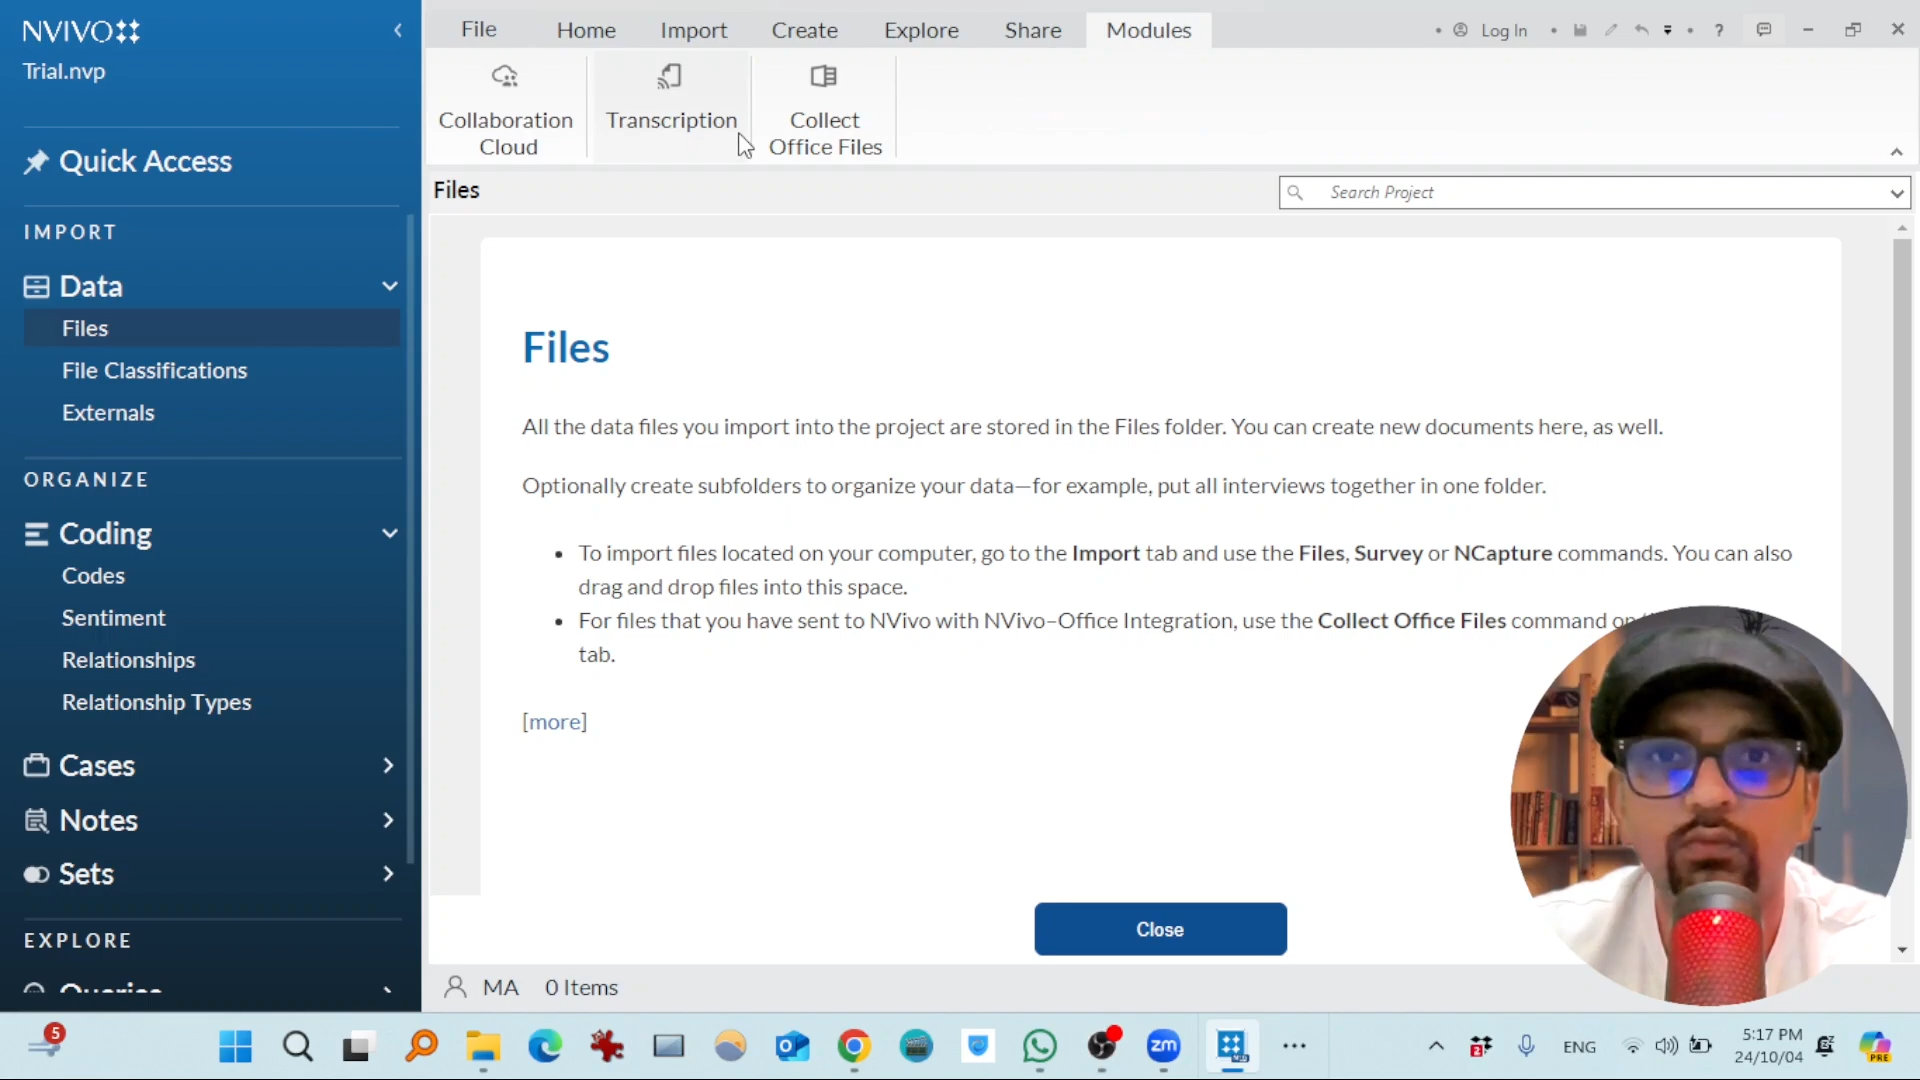 NVIVO
Trial.nvp
Quick Access
IMPORT
Data
Files
File Classifications
Externals
ORGANIZE
Coding
Codes
Sentiment
Relationships
Relationship Types
Cases
Notes
Sets
EXPLORE
Queries
File Home Import Create Explore Share Modules
Log In
?
Collaboration
Cloud
Transcription
Collect
Office Files
Files
Search Project
Files
All the data files you import into the project are stored in the Files folder. You can create new documents here, as well.
Optionally create subfolders to organize your data—for example, put all interviews together in one folder.
• To import files located on your computer, go to the Import tab and use the Files, Survey or NCapture commands. You can also
drag and drop files into this space.
• For files that you have sent to NVivo with NVivo–Office Integration, use the Collect Office Files command on
tab.
[more]
Close
MA 0 Items
5
zm
2
ENG
5:17 PM
24/10/04
PRE